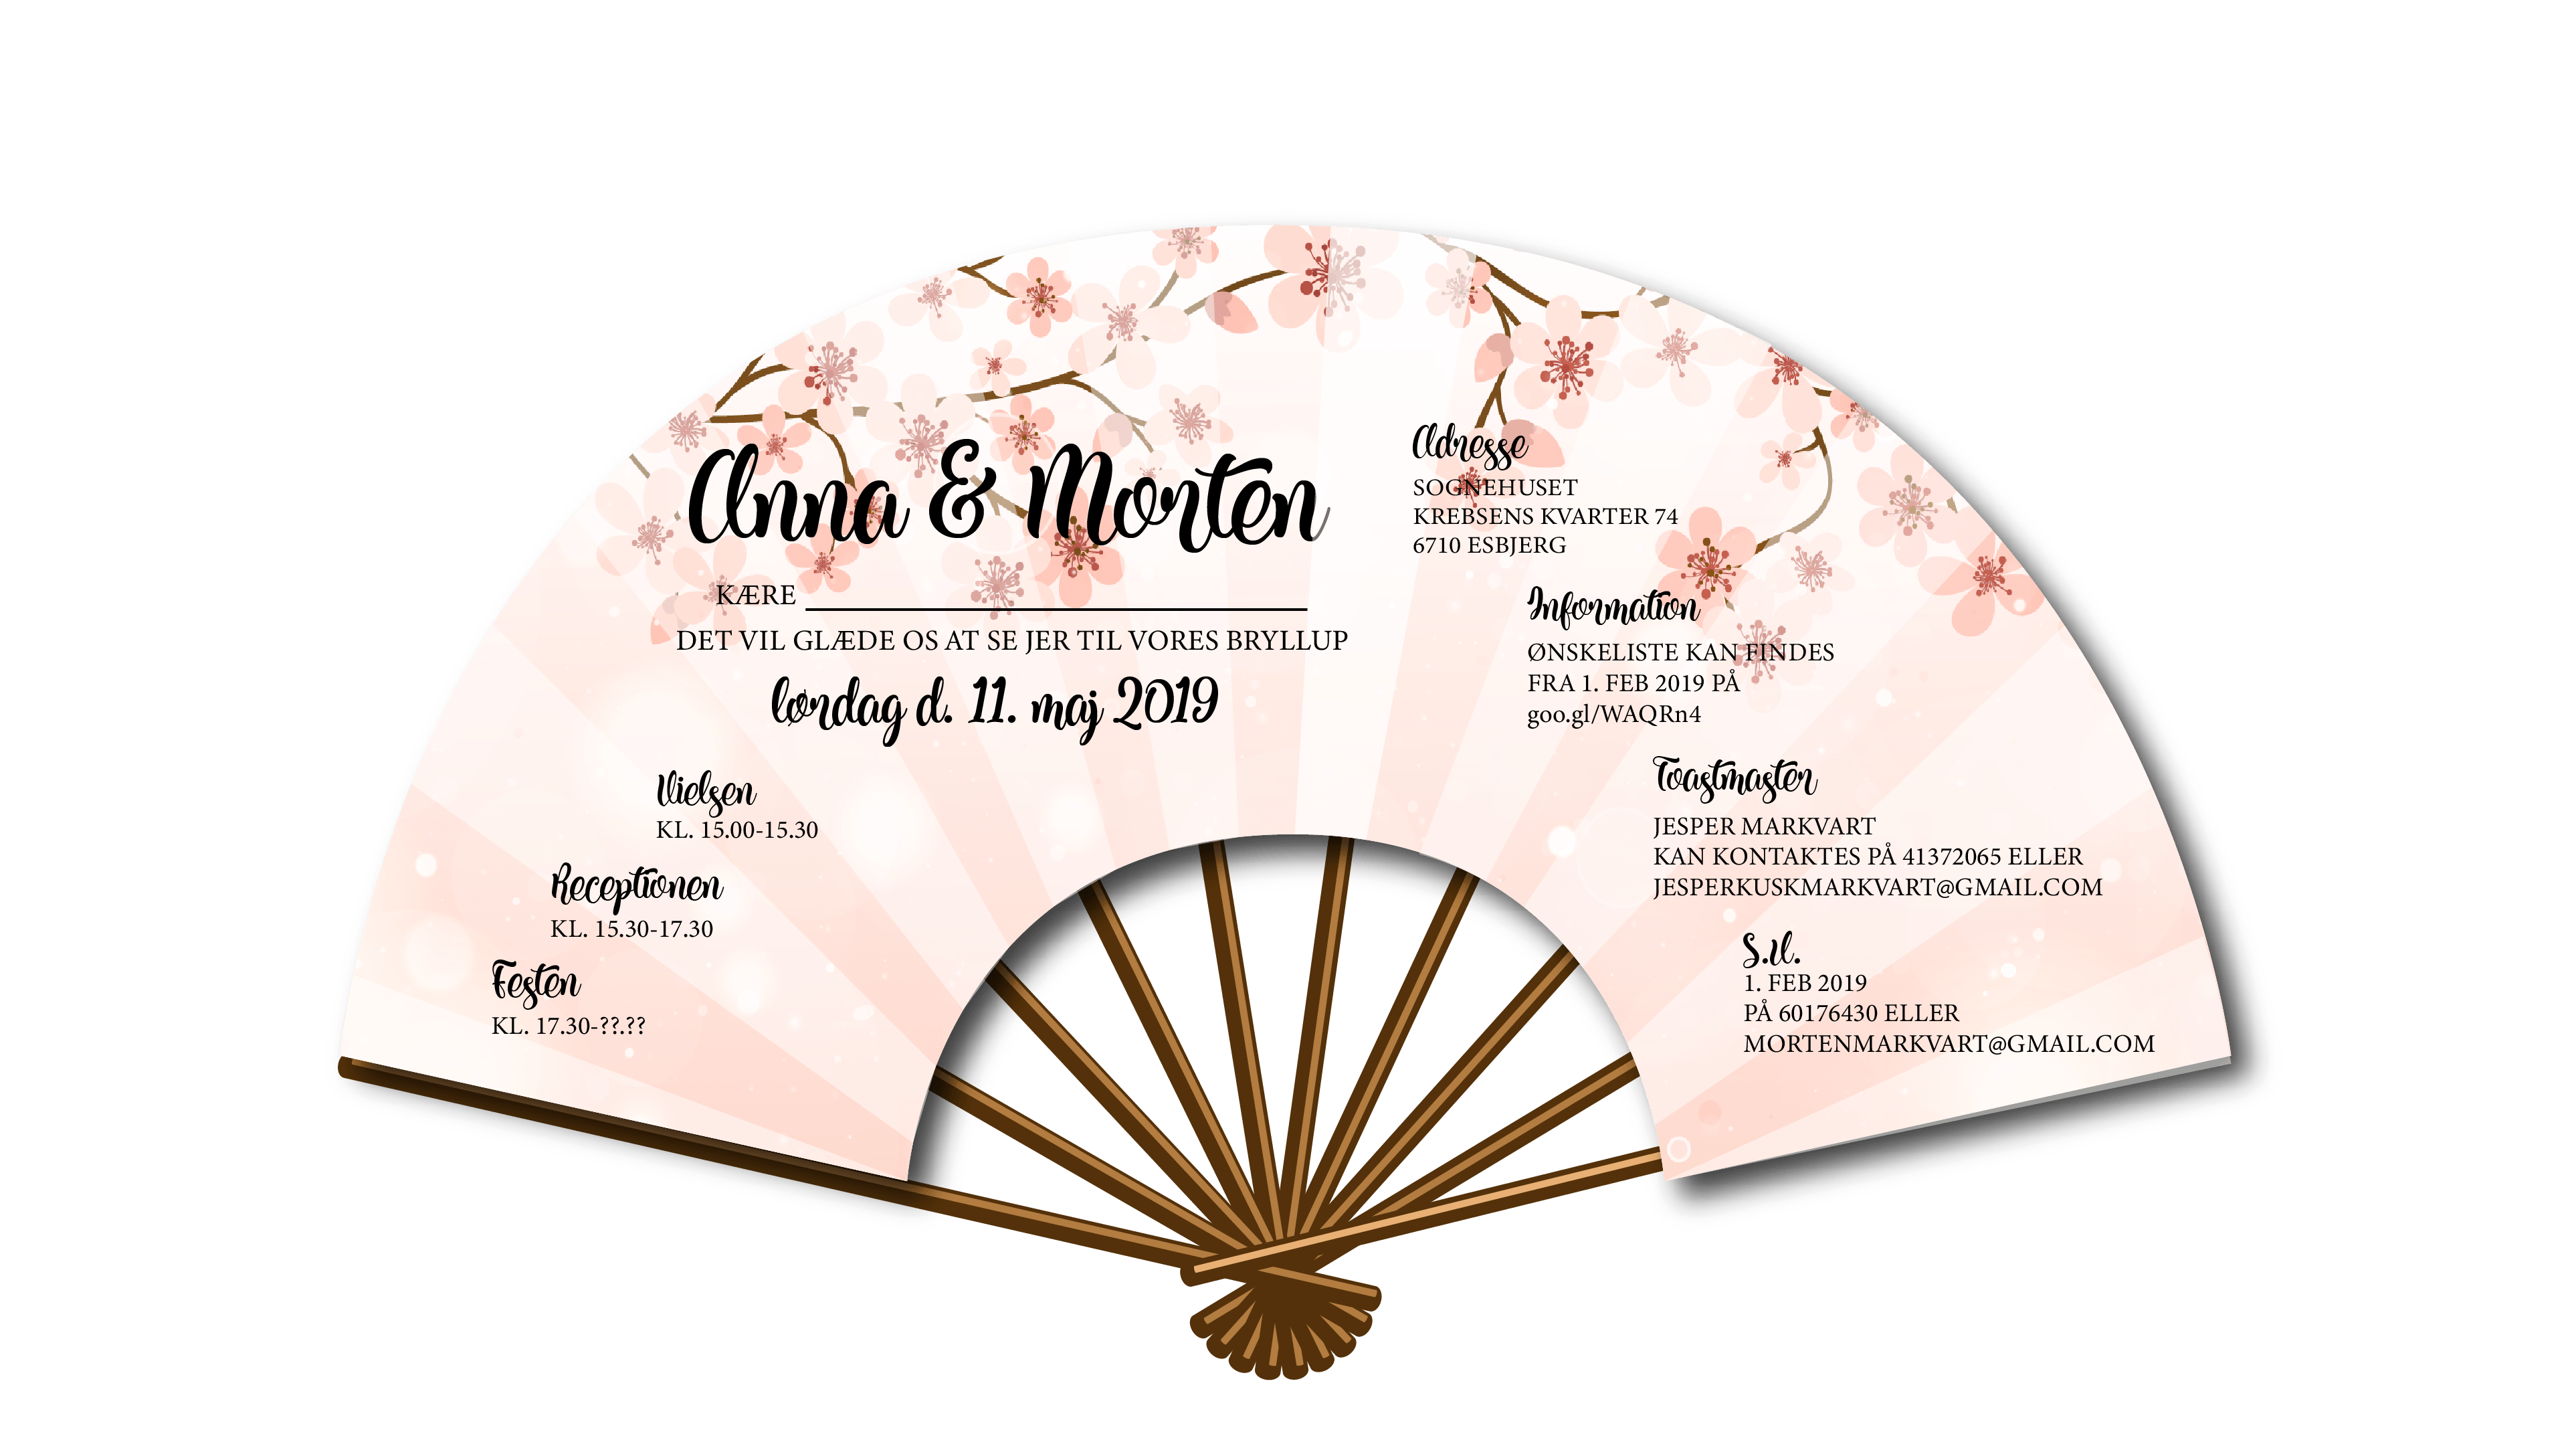 Anna & Morten
KÆRE
DET VIL GLÆDE OS AT SE JER TIL VORES BRYLLUP
lørdag d. 11. maj 2019
Vielsen
KL. 15.00-15.30
Receptionen
KL. 15.30-17.30
Festen
KL. 17.30-??.??
Adresse
SOGNEHUSET
KREBSENS KVARTER 74
6710 ESBJERG
Information
ØNSKELISTE KAN FINDES
FRA 1. FEB 2019 PÅ
goo.gl/WAQRn4
Toastmaster
JESPER MARKVART
KAN KONTAKTES PÅ 41372065 ELLER
JESPERKUSKMARKVART@GMAIL.COM
S.U.
1. FEB 2019
PÅ 60176430 ELLER
MORTENMARKVART@GMAIL.COM